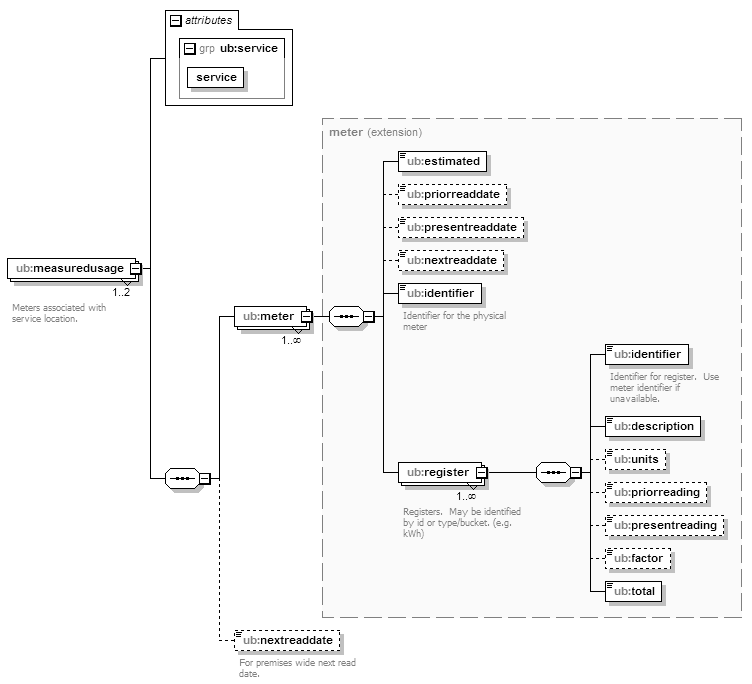 attributes
grp ub:service
service
meter (extension)
ub:estimated
ub:priorreaddate
ub:presentreaddate
ub:nextreaddate
ub:identifier
Identifier for the physical
meter
ub:measuredusage
1..2
Meters associated with
service location.
ub:meter
1..∞
ub:register
1..∞
Registers.  May be identified
by id or type/bucket. (e.g.
kWh)
ub:identifier
Identifier for register.  Use
meter identifier if
unavailable.
ub:description
ub:units
ub:priorreading
ub:presentreading
ub:factor
ub:total
ub:nextreaddate
For premises wide next read
date.